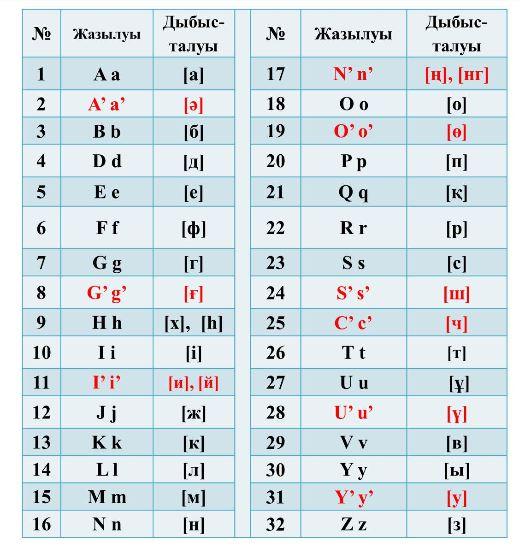 № Жазылуы Дыбыс-талуы № Жазылуы Дыбыс-талуы
1 A a [а] 17 N’ n’ [ң], [нг]
2 A’ a’ [ә] 18 O o [о]
3 B b [б] 19 O’ o’ [ө]
4 D d [д] 20 P p [п]
5 E e [е] 21 Q q [қ]
6 F f [ф] 22 R r [р]
7 G g [г] 23 S s [с]
8 G’ g’ [ғ] 24 S’ s’ [ш]
9 H h [х], [һ] 25 C’ c’ [ч]
10 I i [і] 26 T t [т]
11 I’ i’ [и], [й] 27 U u [ұ]
12 J j [ж] 28 U’ u’ [ү]
13 K k [к] 29 V v [в]
14 L l [л] 30 Y y [ы]
15 M m [м] 31 Y’ y’ [у]
16 N n [н] 32 Z z [з]